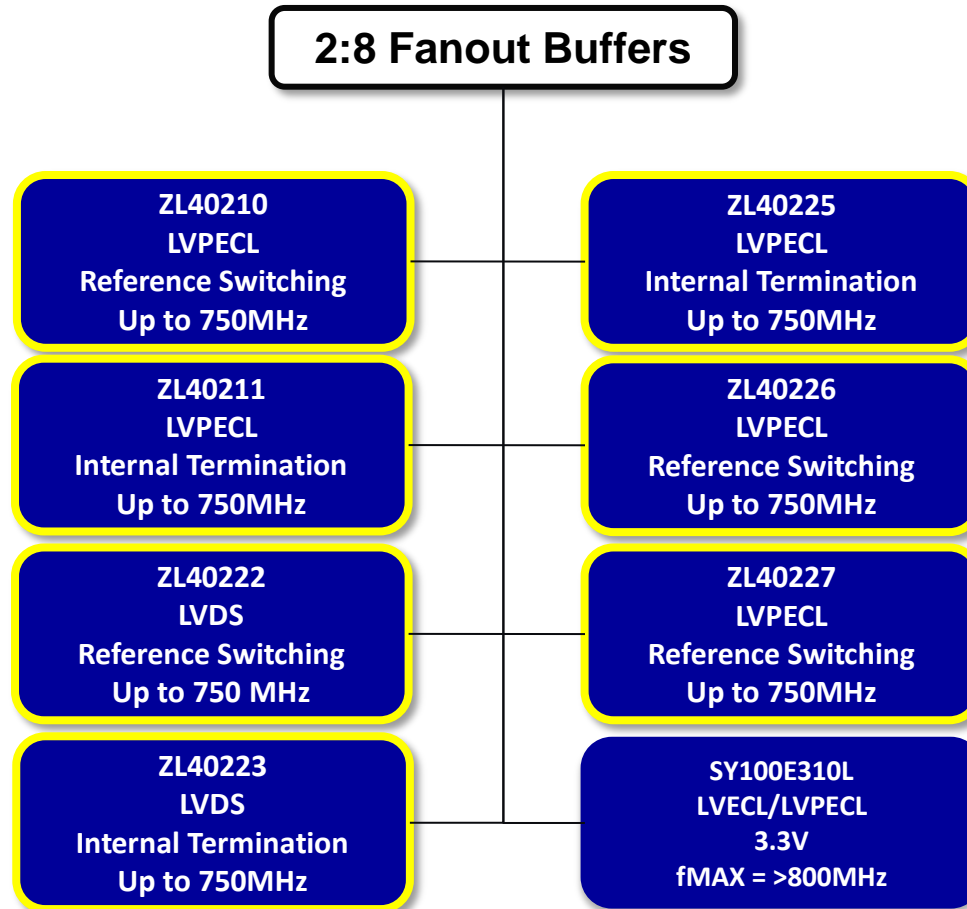 2:8 Fanout Buffers
ZL40210
LVPECL
Reference Switching
Up to 750MHz
ZL40225
LVPECL
Internal Termination
Up to 750MHz
ZL40211
LVPECL
Internal Termination
Up to 750MHz
ZL40226
LVPECL
Reference Switching
Up to 750MHz
ZL40222
LVDS
Reference Switching
Up to 750 MHz
ZL40227
LVPECL
Reference Switching
Up to 750MHz
ZL40223
LVDS
Internal Termination
Up to 750MHz
SY100E310L
LVECL/LVPECL
3.3V
fMAX = >800MHz